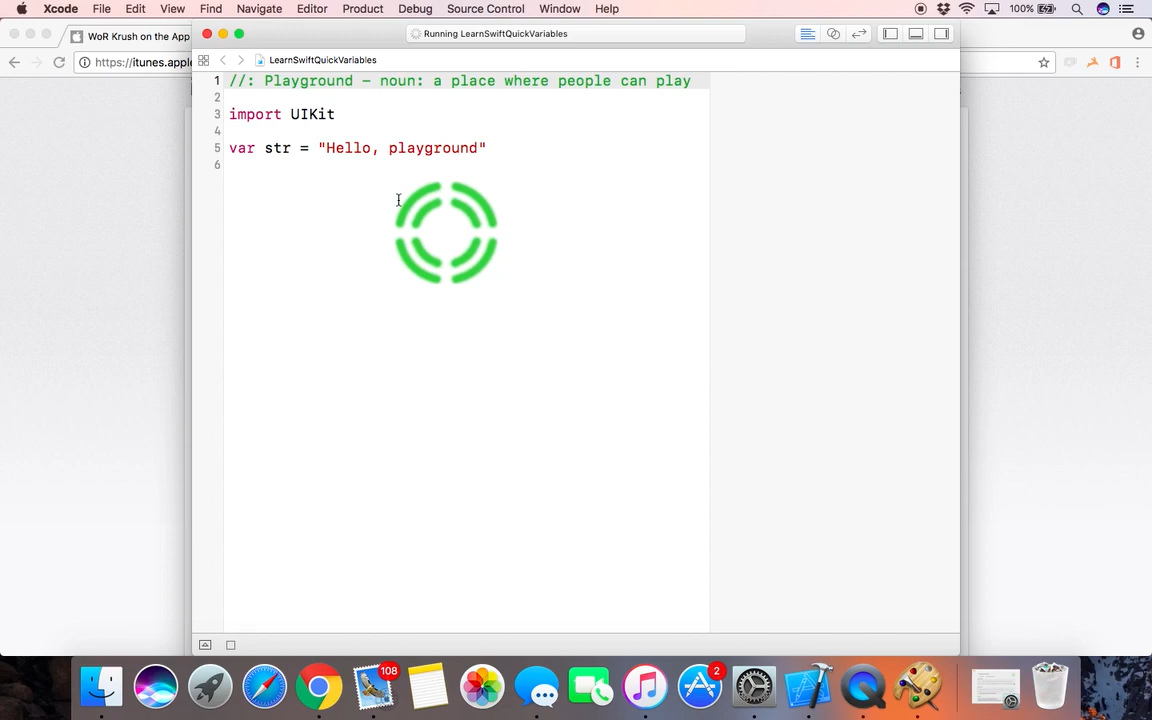 Xcode File Edit View Find Navigate Editor Product Debug Source Control Window Help 100%
WoR Krush on the App
Running LearnSwiftQuickVariables
https://itunes.apple
LearnSwiftQuickVariables
1 //: Playground – noun: a place where people can play
2
3 import UIKit
4
5 var str = "Hello, playground"
6
108
2